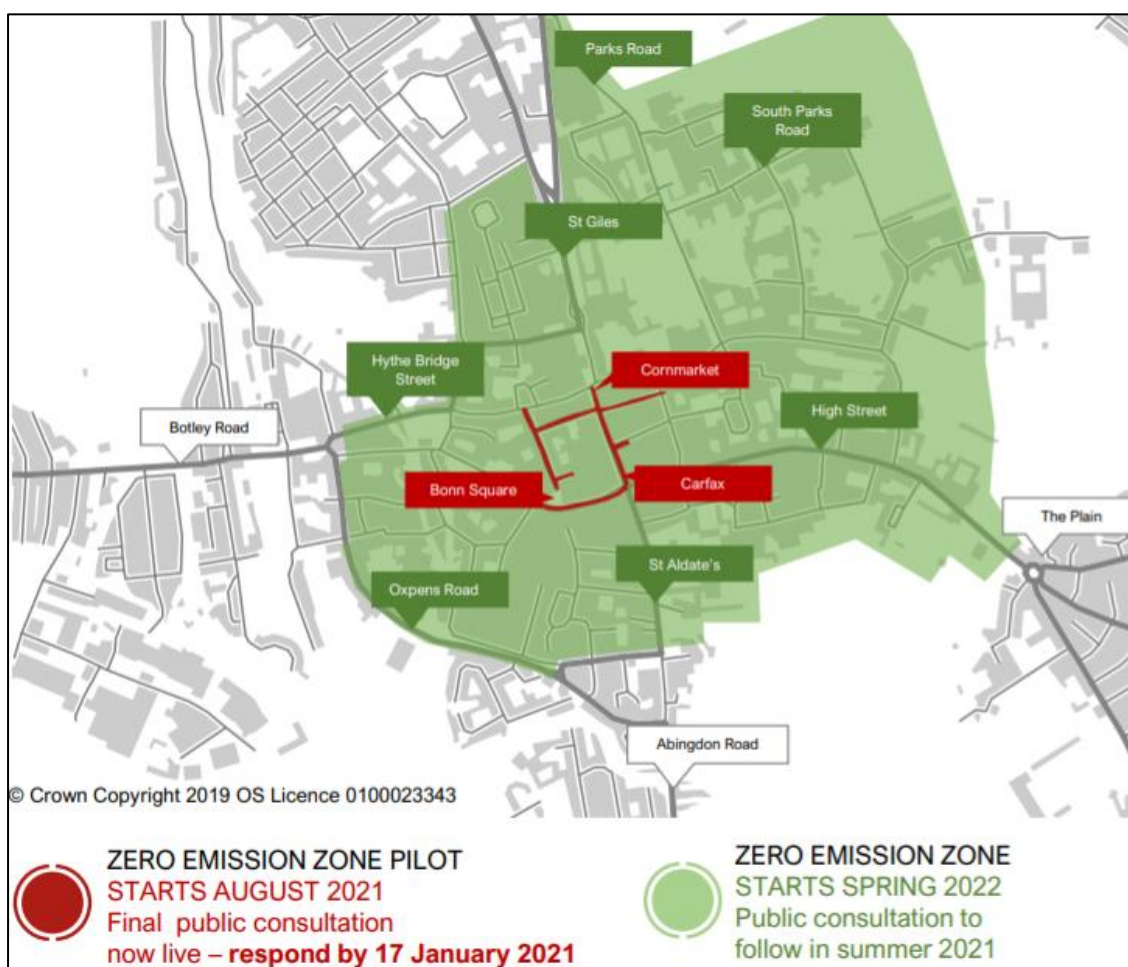 Parks Road
South Parks
Road
St Giles
Hythe Bridge
Street
Cornmarket
High Street
Botley Road
Bonn Square
Carfax
The Plain
St Aldate's
Oxpens Road
Abingdon Road
© Crown Copyright 2019 OS Licence 0100023343
ZERO EMISSION ZONE PILOT
STARTS AUGUST 2021
Final public consultation
now live – respond by 17 January 2021
ZERO EMISSION ZONE
STARTS SPRING 2022
Public consultation to
follow in summer 2021